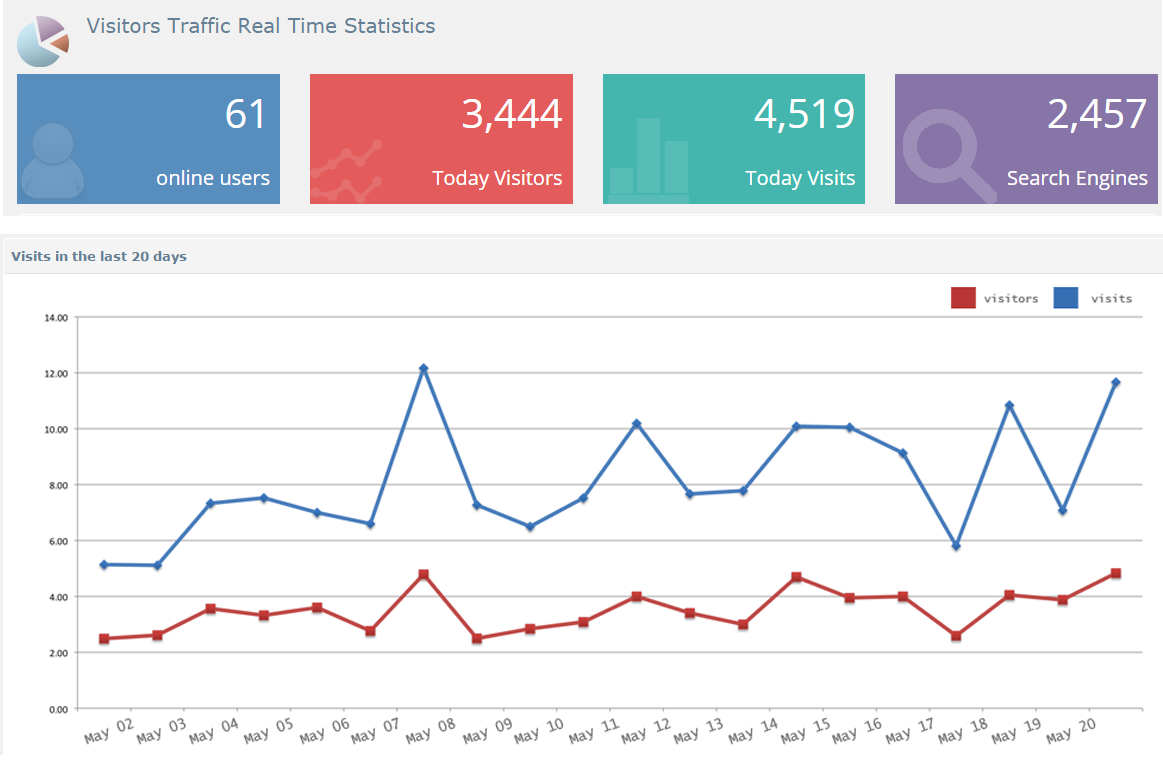 Visitors Traffic Real Time Statistics
61
online users
3,444
Today Visitors
4,519
Today Visits
2,457
Search Engines
Visits in the last 20 days
visitors visits
14.00
12.00
10.00
8.00
6.00
4.00
2.00
0.00
May 02 May 03 May 04 May 05 May 06 May 07 May 08 May 09 May 10 May 11 May 12 May 13 May 14 May 15 May 16 May 17 May 18 May 19 May 20